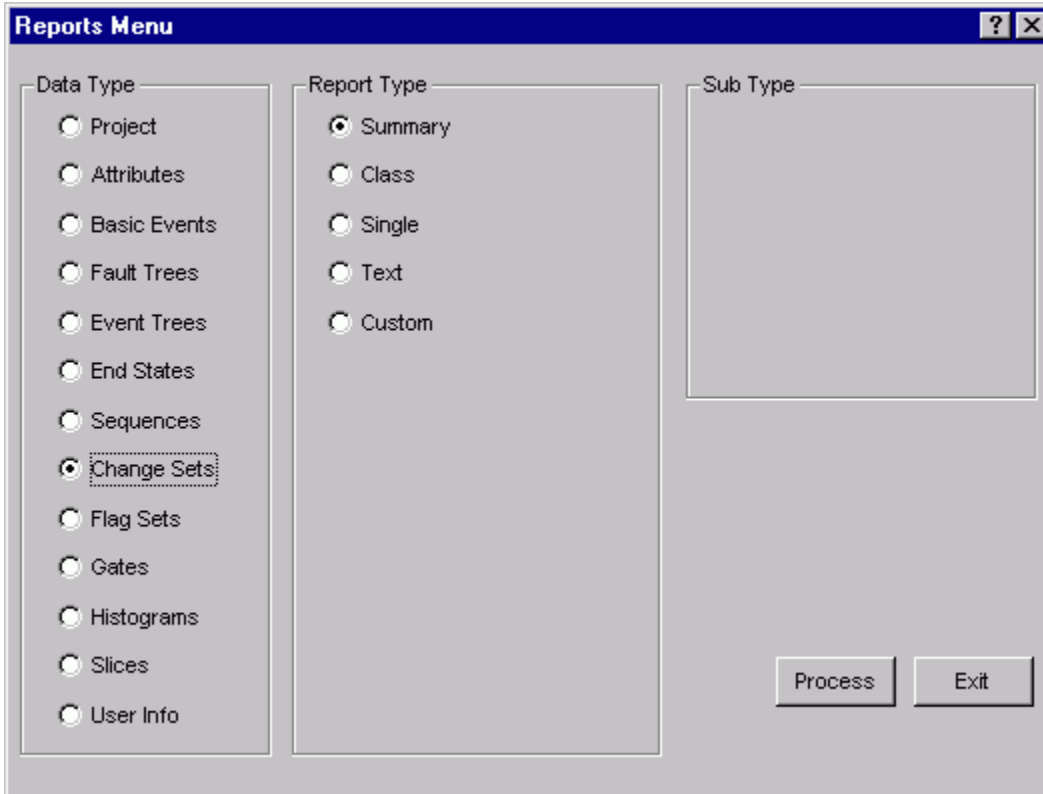 Reports Menu
Data Type
Project
Attributes
Basic Events
Fault Trees
Event Trees
End States
Sequences
Change Sets
Flag Sets
Gates
Histograms
Slices
User Info
Report Type
Summary
Class
Single
Text
Custom
Sub Type
Process
Exit